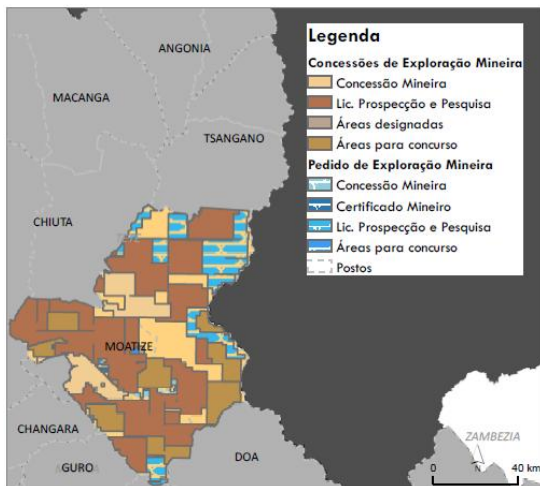 Legenda
Concessões de Exploração Mineira
Concessão Mineira
Lic. Prospecção e Pesquisa
Áreas designadas
Áreas para concurso
Pedido de Exploração Mineira
Concessão Mineira
Certificado Mineiro
Lic. Prospecção e Pesquisa
Áreas para concurso
Postos
ANGONIA
MACANGA
TSANGANO
CHIUTA
MOATIZE
CHANGARA
GURO
DOA
ZAMBEZIA
0 N 40 km